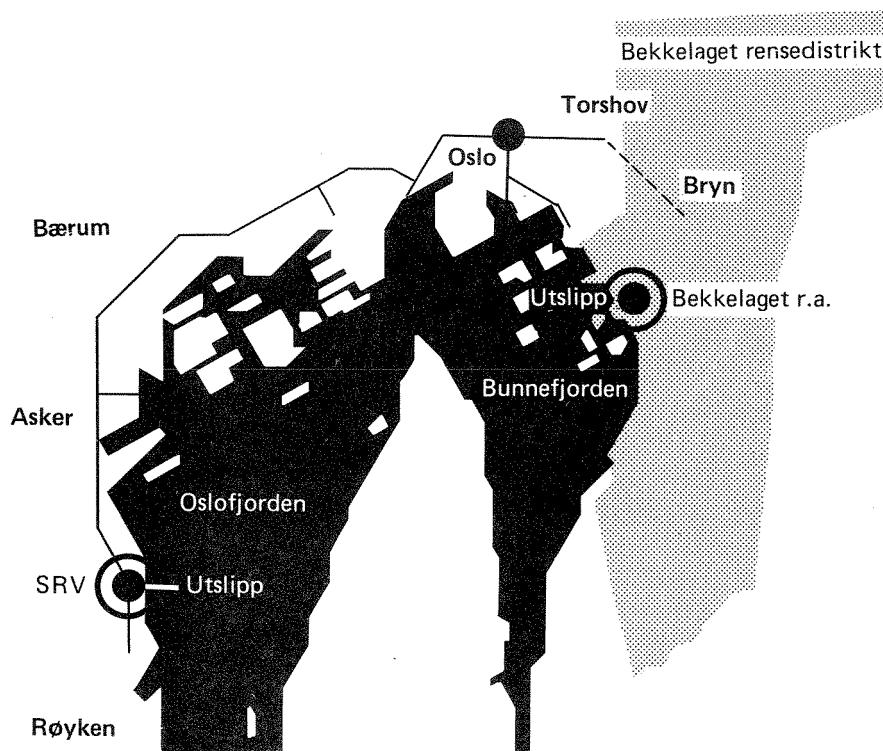 Bekkelaget rensedistrikt
Torshov
Oslo
Bryn
Bærum
Utslipp
Bekkelaget r.a.
Bunnefjorden
Asker
Oslofjorden
SRV
Utslipp
Røyken